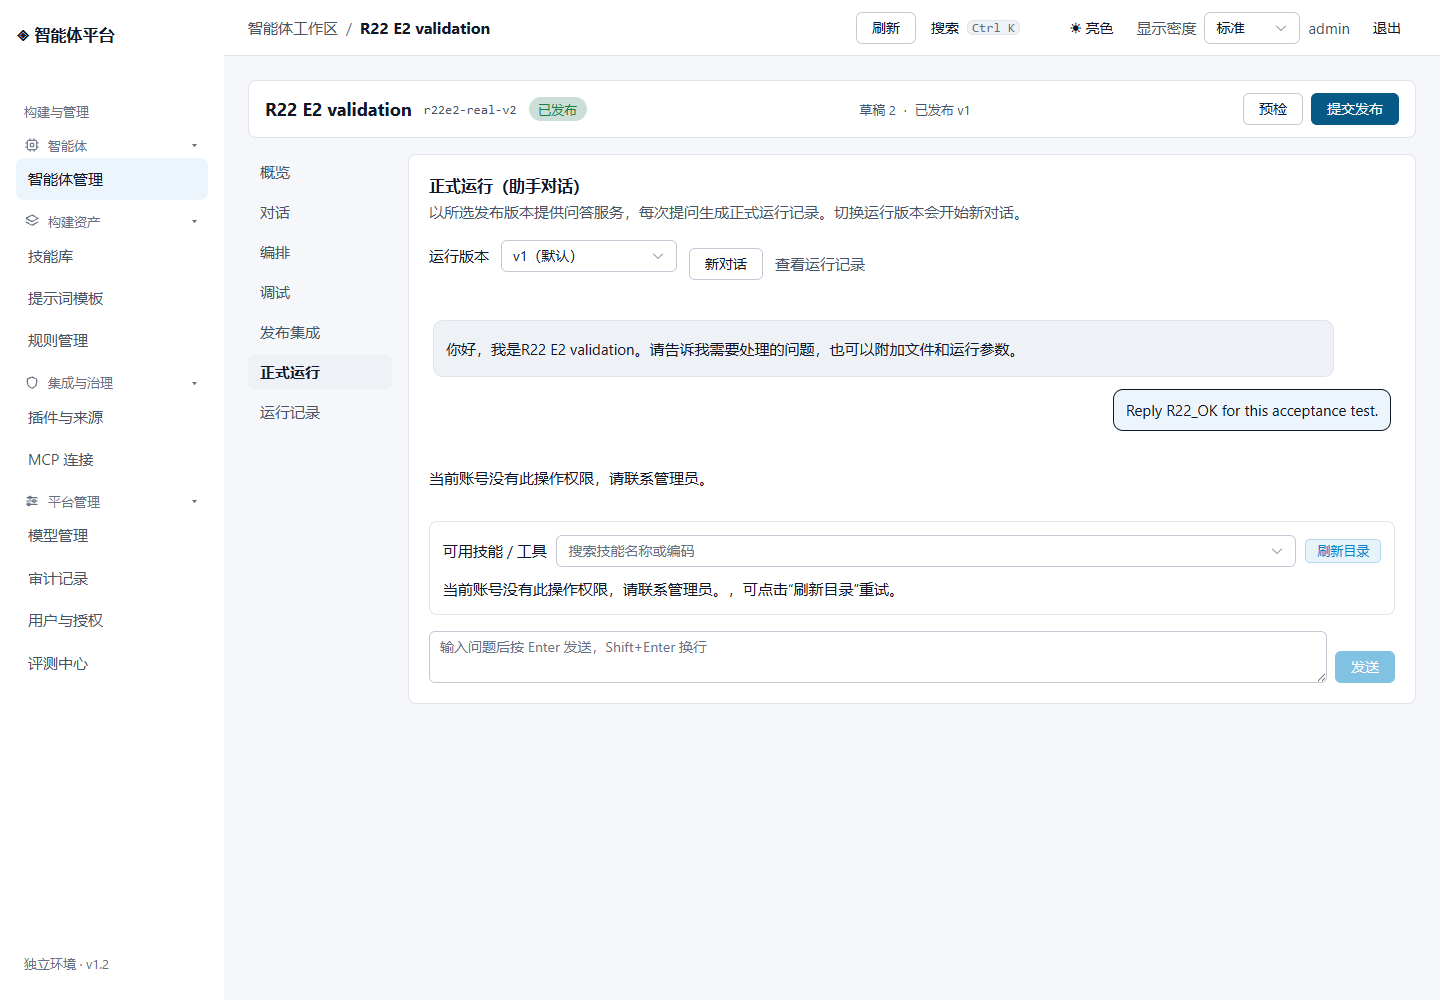 ◈ 智能体平台
智能体工作区 / R22 E2 validation
刷新
搜索 Ctrl K
☀ 亮色
显示密度
标准
admin
退出
构建与管理
智能体
智能体管理
构建资产
技能库
提示词模板
规则管理
集成与治理
插件与来源
MCP 连接
平台管理
模型管理
审计记录
用户与授权
评测中心
独立环境 · v1.2
R22 E2 validation r22e2-real-v2 已发布
草稿 2 · 已发布 v1
预检
提交发布
概览
对话
编排
调试
发布集成
正式运行
运行记录
正式运行（助手对话）
以所选发布版本提供问答服务，每次提问生成正式运行记录。切换运行版本会开始新对话。
运行版本 v1（默认） 新对话 查看运行记录
你好，我是R22 E2 validation。请告诉我需要处理的问题，也可以附加文件和运行参数。
Reply R22_OK for this acceptance test.
当前账号没有此操作权限，请联系管理员。
可用技能 / 工具 搜索技能名称或编码 刷新目录
当前账号没有此操作权限，请联系管理员。，可点击“刷新目录”重试。
输入问题后按 Enter 发送，Shift+Enter 换行
发送